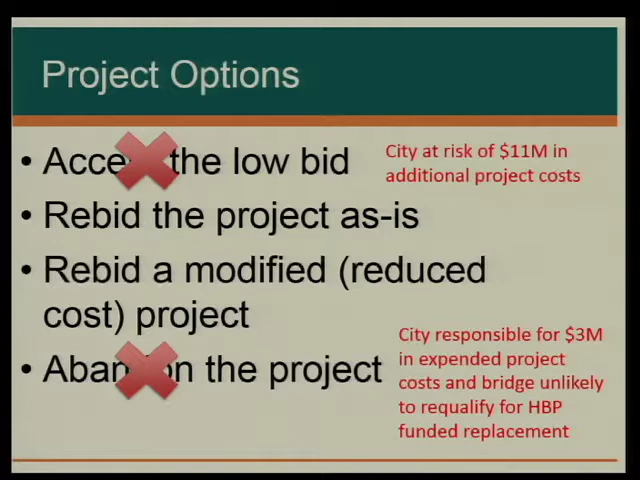 Project Options
• Acce the low bid
City at risk of $11M in
additional project costs
• Rebid the project as-is
• Rebid a modified (reduced
cost) project
• Aban on the project
City responsible for $3M
in expended project
costs and bridge unlikely
to requalify for HBP
funded replacement